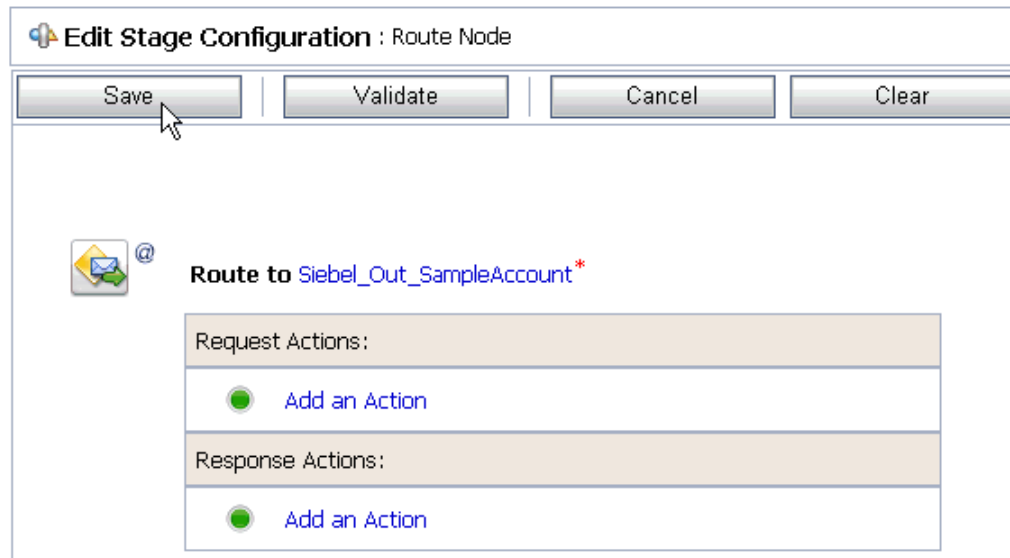 Edit Stage Configuration : Route Node
Save Validate Cancel Clear
@
Route to Siebel_Out_SampleAccount*
Request Actions:
Add an Action
Response Actions:
Add an Action